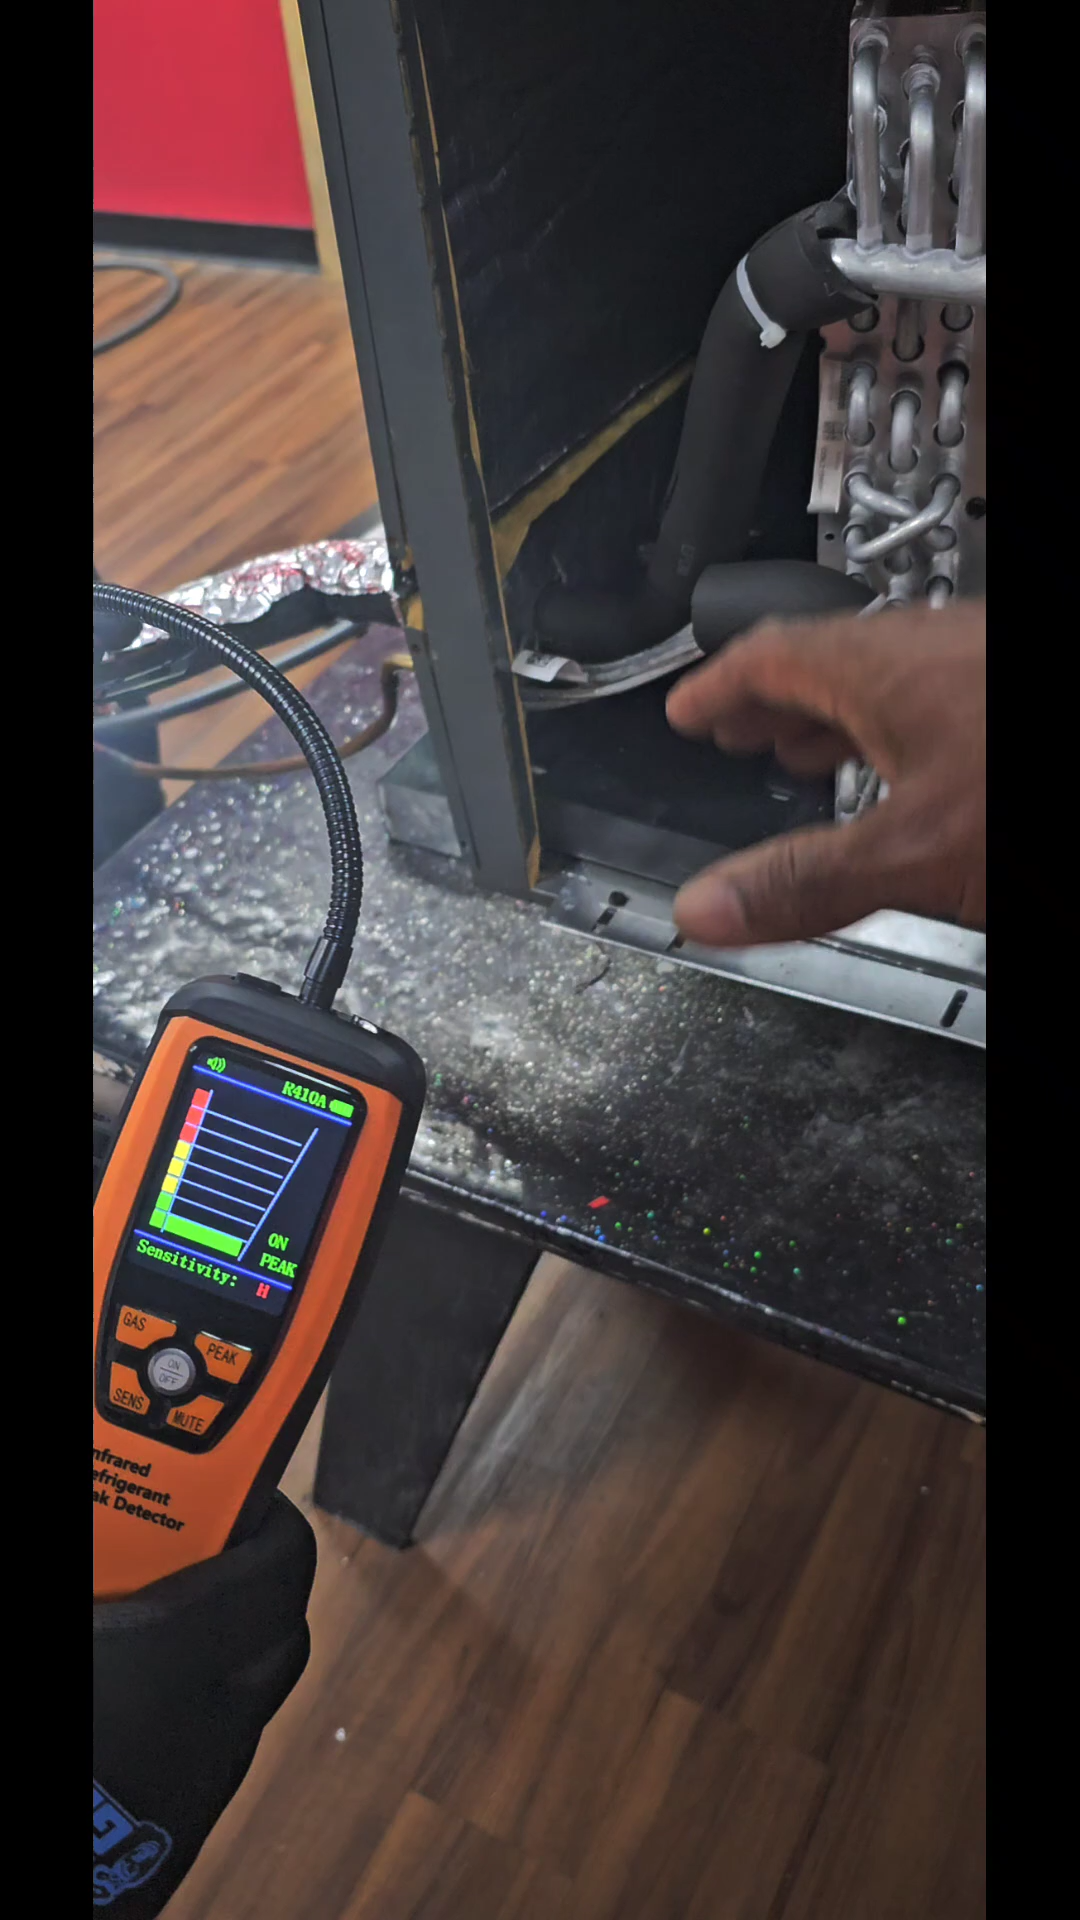 R410A
ON
PEAK
Sensitivity: H
GAS
PEAK
ON
OFF
SENS
MUTE
nfrared
efrigerant
ak Detector